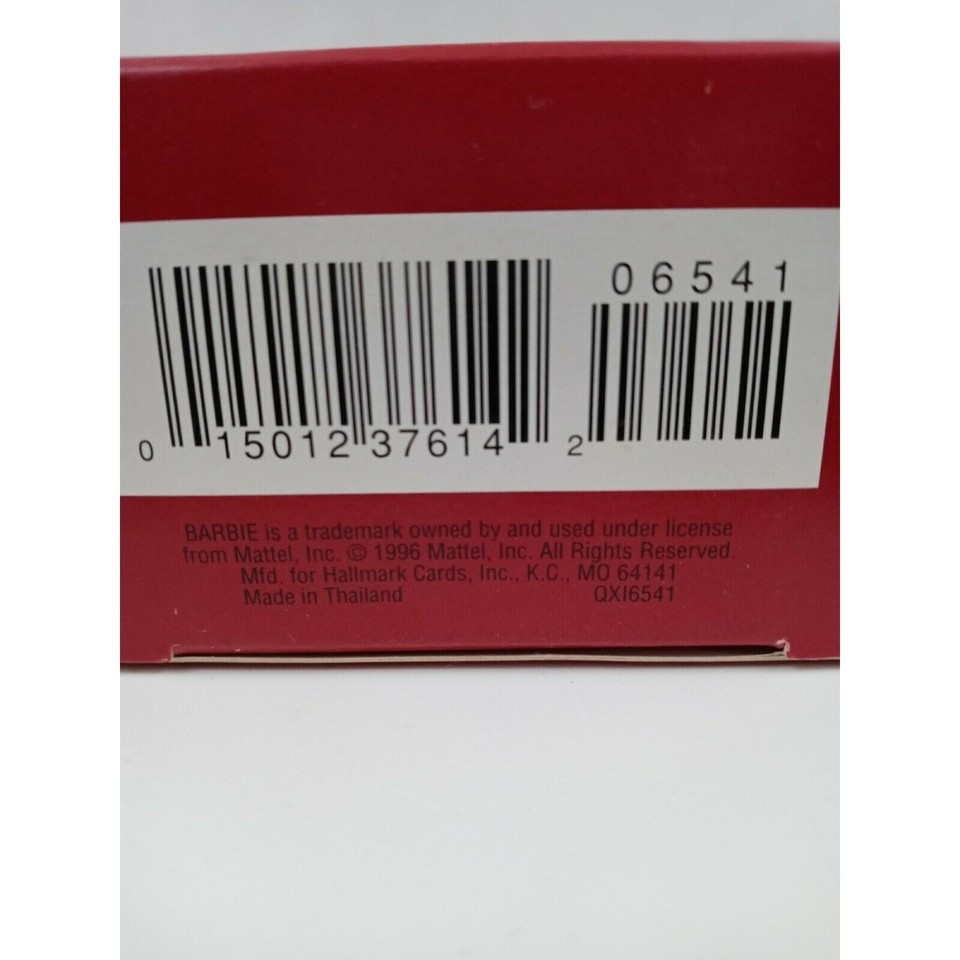 06541
0 15012 37614 2
BARBIE is a trademark owned by and used under license
from Mattel, Inc. © 1996 Mattel, Inc. All Rights Reserved.
Mfd. for Hallmark Cards, Inc., K.C., MO 64141
Made in Thailand QXI6541